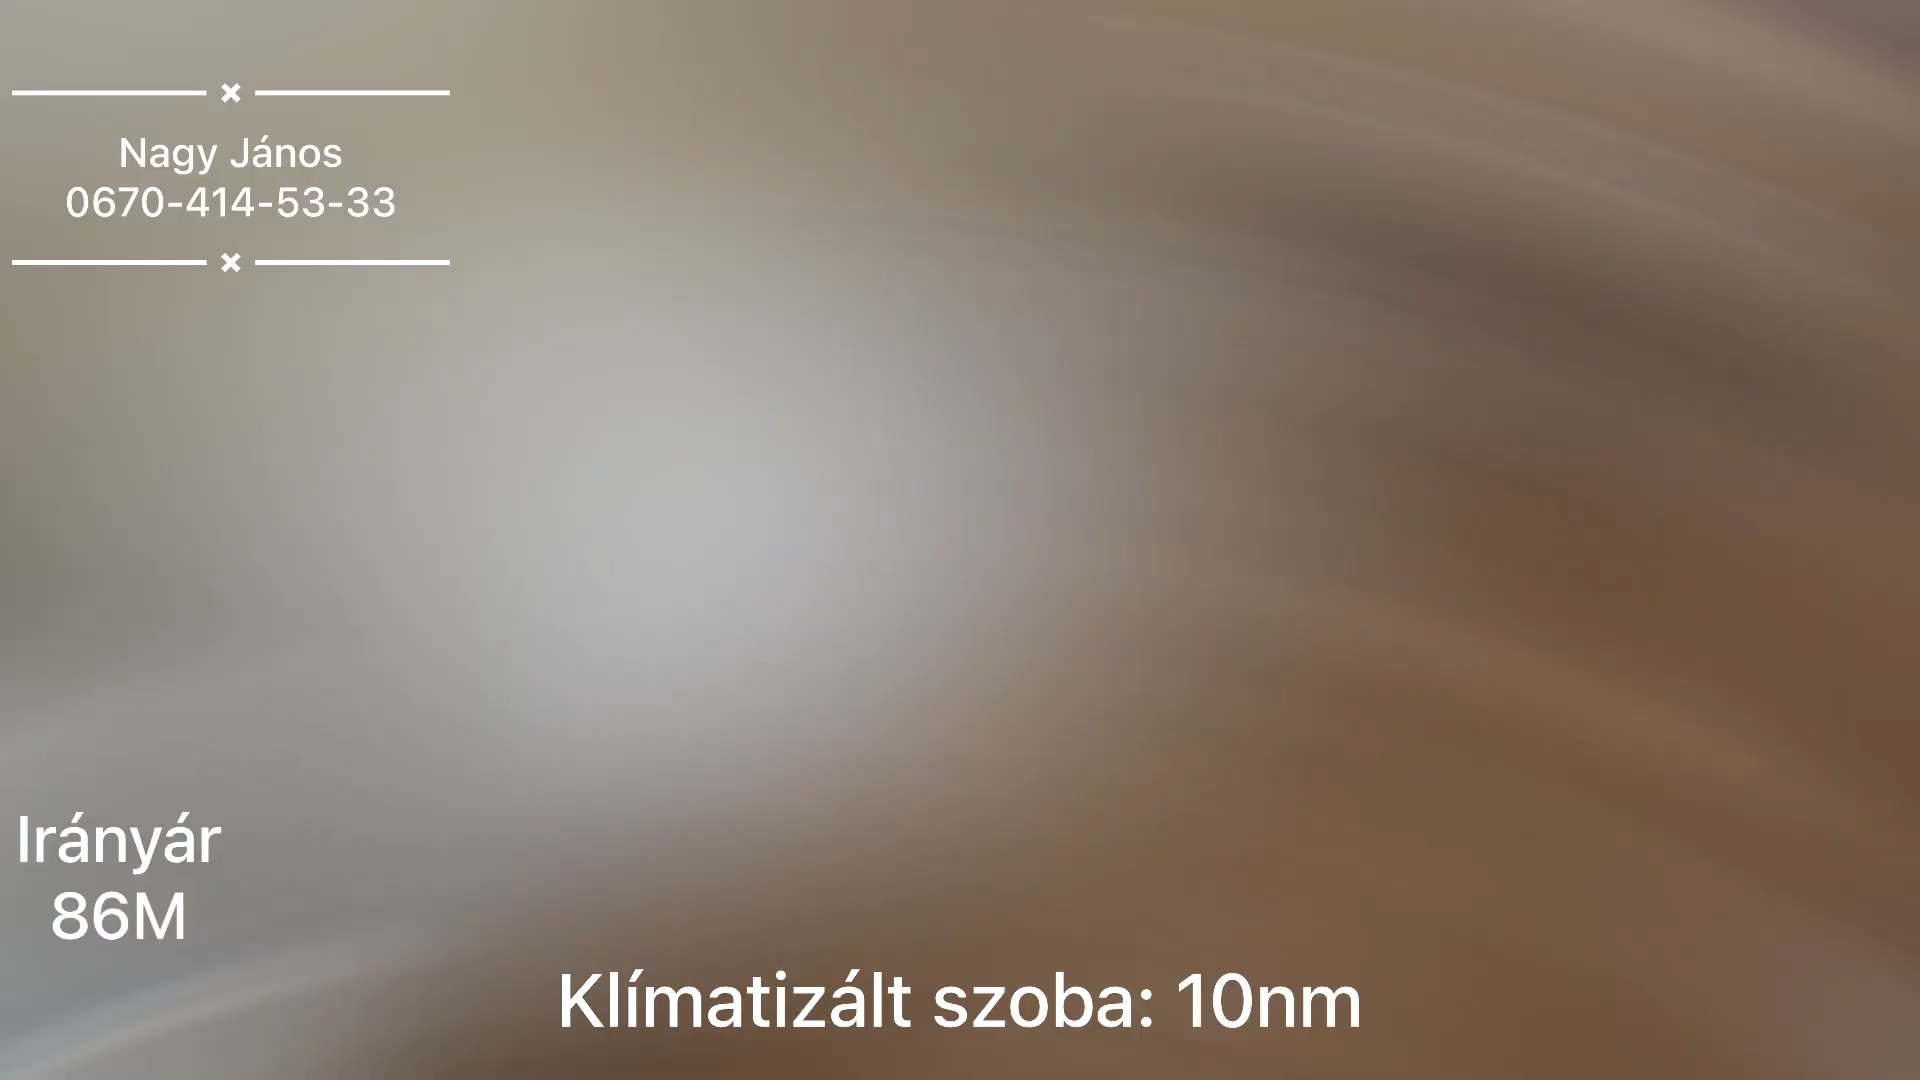 Nagy János
0670-414-53-33
Irányár
86M
Klímatizált szoba: 10nm